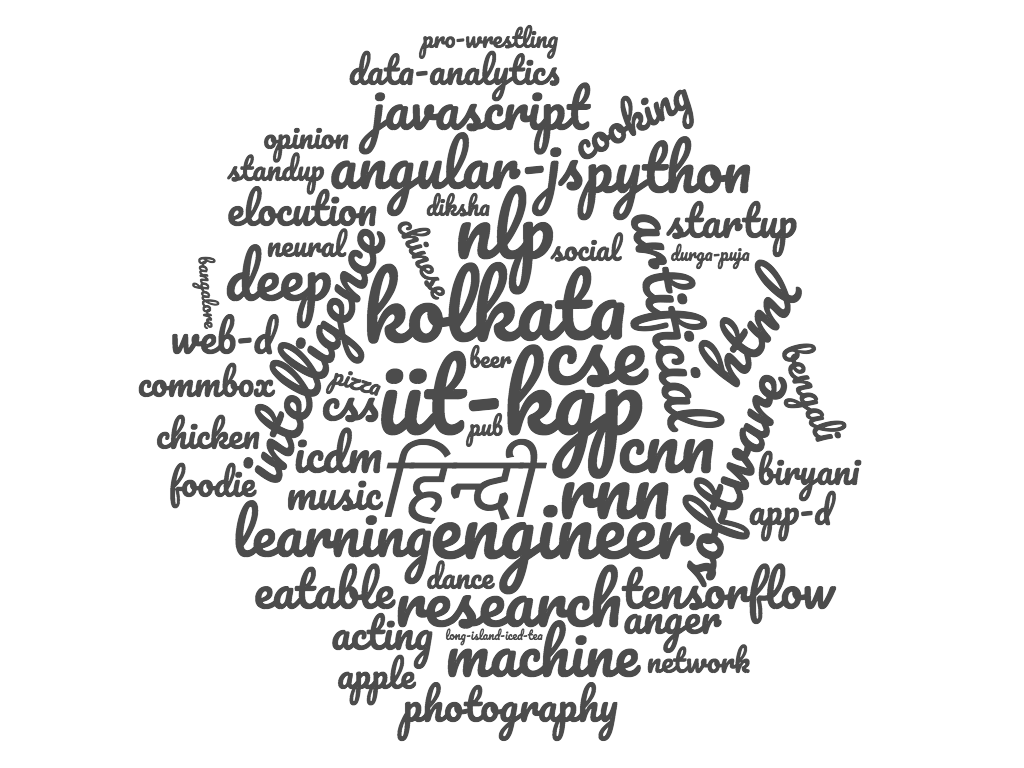 pro-wrestling
data-analytics
javascript
cooking
opinion
standup
angular-js
python
elocution
diksha
nlp
startup
neural
chinese
social
artificial
durga-puja
bangalore
deep
intelligence
kolkata
html
web-d
beer
cse
bengali
commbox
pizza
css
iit-kgp
pub
software
chicken
icdm
हिन्दी
cnn
biryani
foodie
music
rnn
app-d
learning
engineer
eatable
dance
research
tensorflow
acting
long-island-iced-tea
anger
machine
network
apple
photography